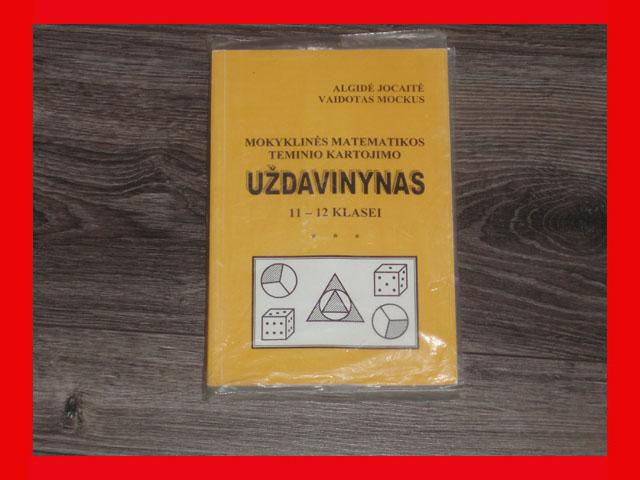 ALGIDĖ JOCAITĖ
VAIDOTAS MOCKUS
MOKYKLINĖS MATEMATIKOS
TEMINIO KARTOJIMO
UŽDAVINYNAS
11 – 12 KLASEI
* * *